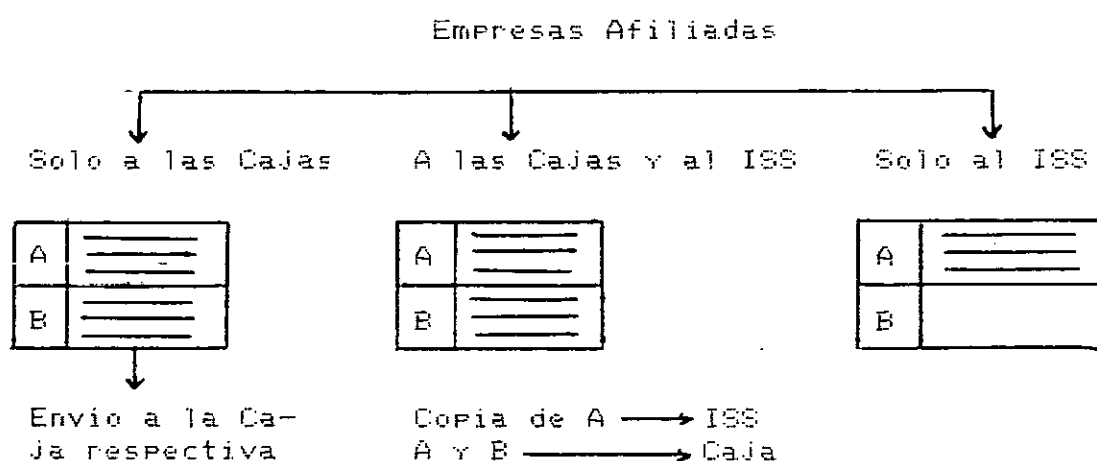 Empresas Afiliadas
Solo a las Cajas
A las Cajas y al ISS
Solo al ISS
A
B
A
B
A
B
Envio a la Ca-
ja respectiva
Copia de A → ISS
A y B → Caja